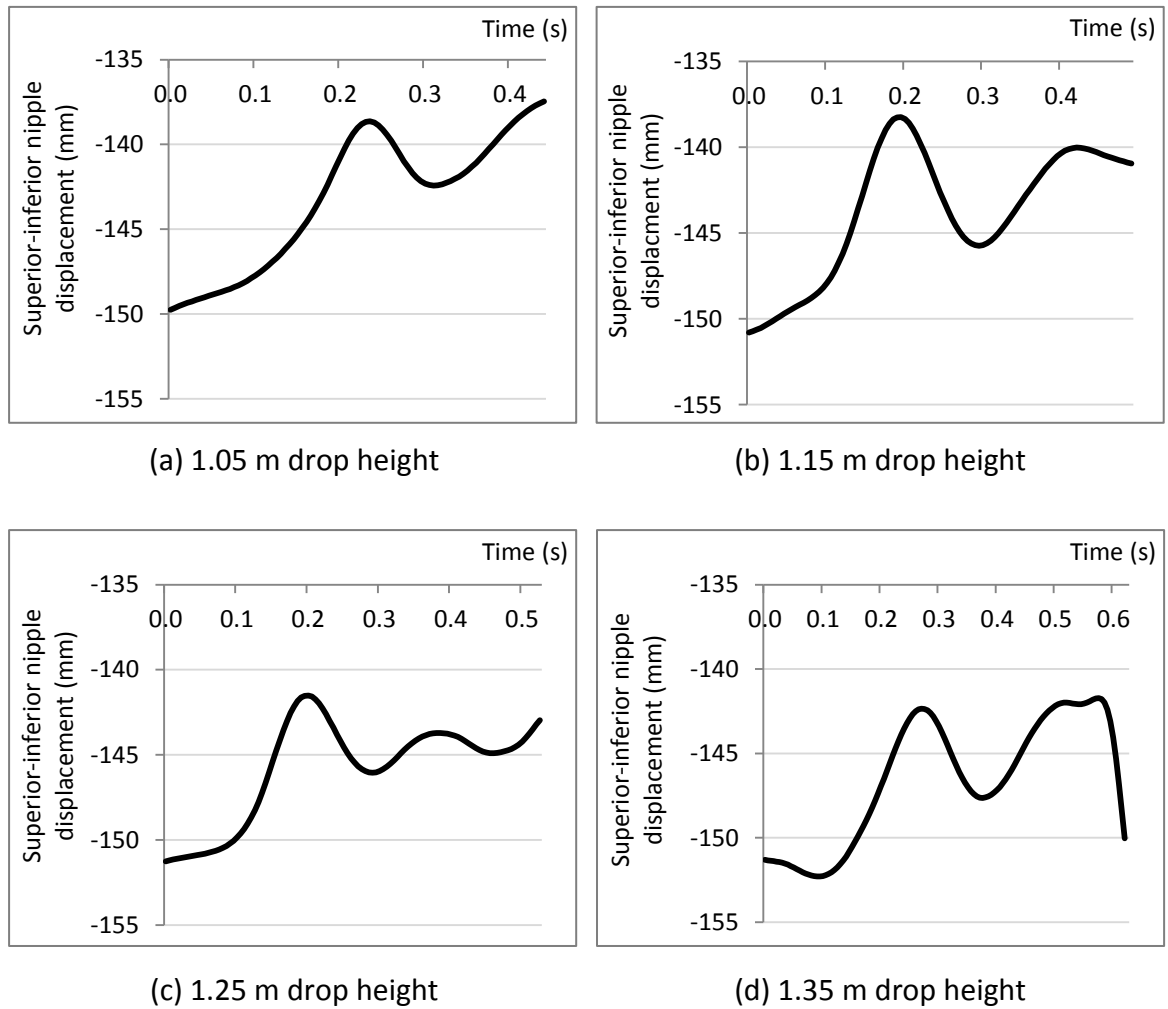 Time (s)
Superior-inferior nipple
displacement (mm)
-135
-140
-145
-150
-155
0.0 0.1 0.2 0.3 0.4
(a) 1.05 m drop height
Time (s)
Superior-inferior nipple
displacment (mm)
-135
-140
-145
-150
-155
0.0 0.1 0.2 0.3 0.4
(b) 1.15 m drop height
Time (s)
Superior-inferior nipple
displacement (mm)
-135
-140
-145
-150
-155
0.0 0.1 0.2 0.3 0.4 0.5
(c) 1.25 m drop height
Time (s)
Superior-inferior nipple
displacement (mm)
-135
-140
-145
-150
-155
0.0 0.1 0.2 0.3 0.4 0.5 0.6
(d) 1.35 m drop height